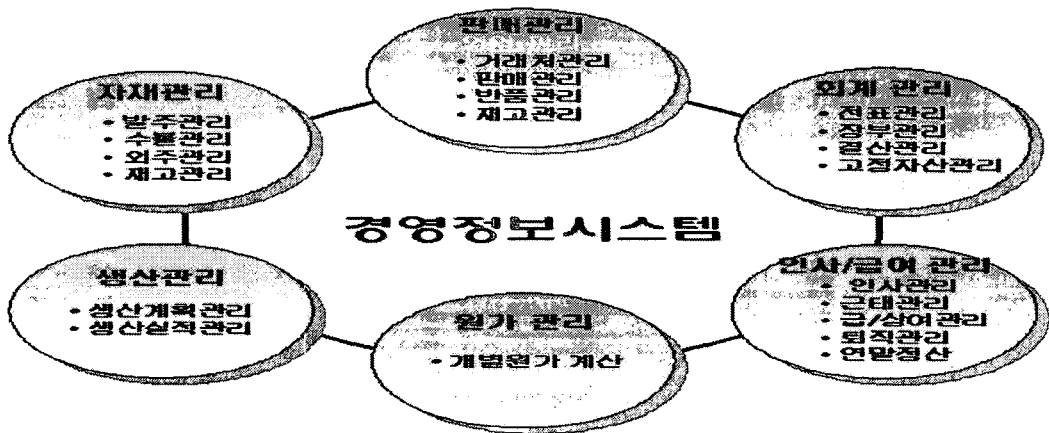 판매관리
• 거래처관리
• 판매관리
• 반품관리
• 재고관리
자재관리
• 발주관리
• 수불관리
• 외주관리
• 재고관리
회계 관리
• 전표관리
• 장부관리
• 결산관리
• 고정자산관리
경영정보시스템
생산관리
• 생산계획관리
• 생산실적관리
원가 관리
• 개별원가 계산
인사/급여 관리
• 인사관리
• 근태관리
• 급/상여관리
• 퇴직관리
• 연말정산